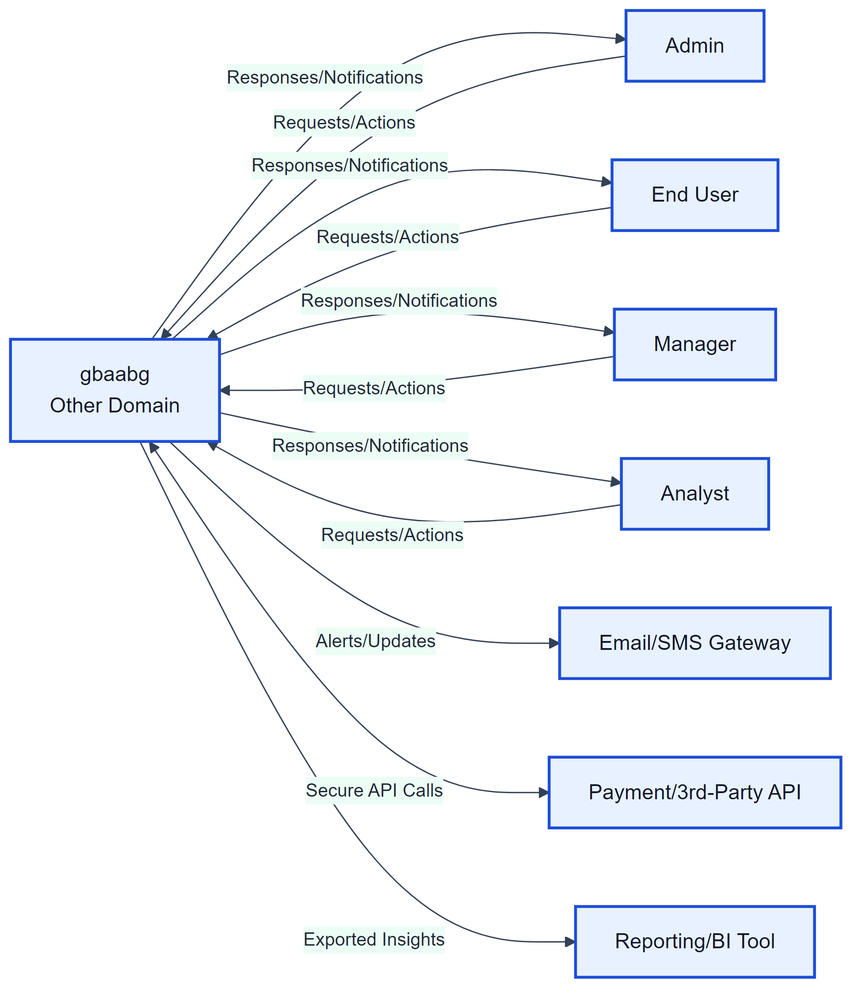 Admin
Responses/Notifications
Requests/Actions
Responses/Notifications
End User
Requests/Actions
Responses/Notifications
Manager
gbaabg
Other Domain
Requests/Actions
Responses/Notifications
Analyst
Requests/Actions
Alerts/Updates
Email/SMS Gateway
Secure API Calls
Payment/3rd-Party API
Exported Insights
Reporting/BI Tool